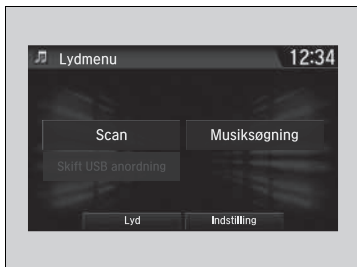 Lydmenu 12:34
Scan Musiksøgning
Skift USB anordning
Lyd Indstilling